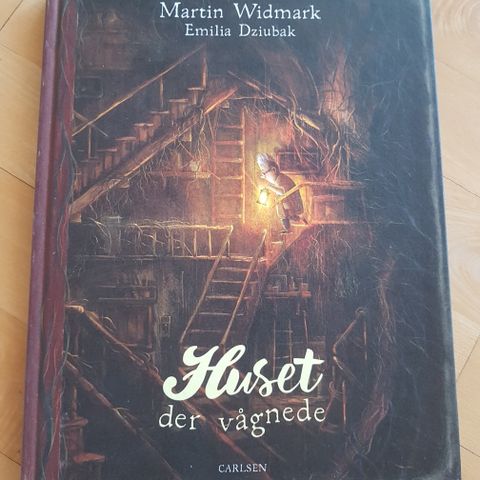 Martin Widmark
Emilia Dziubak
Huset
der vågnede
CARLSEN